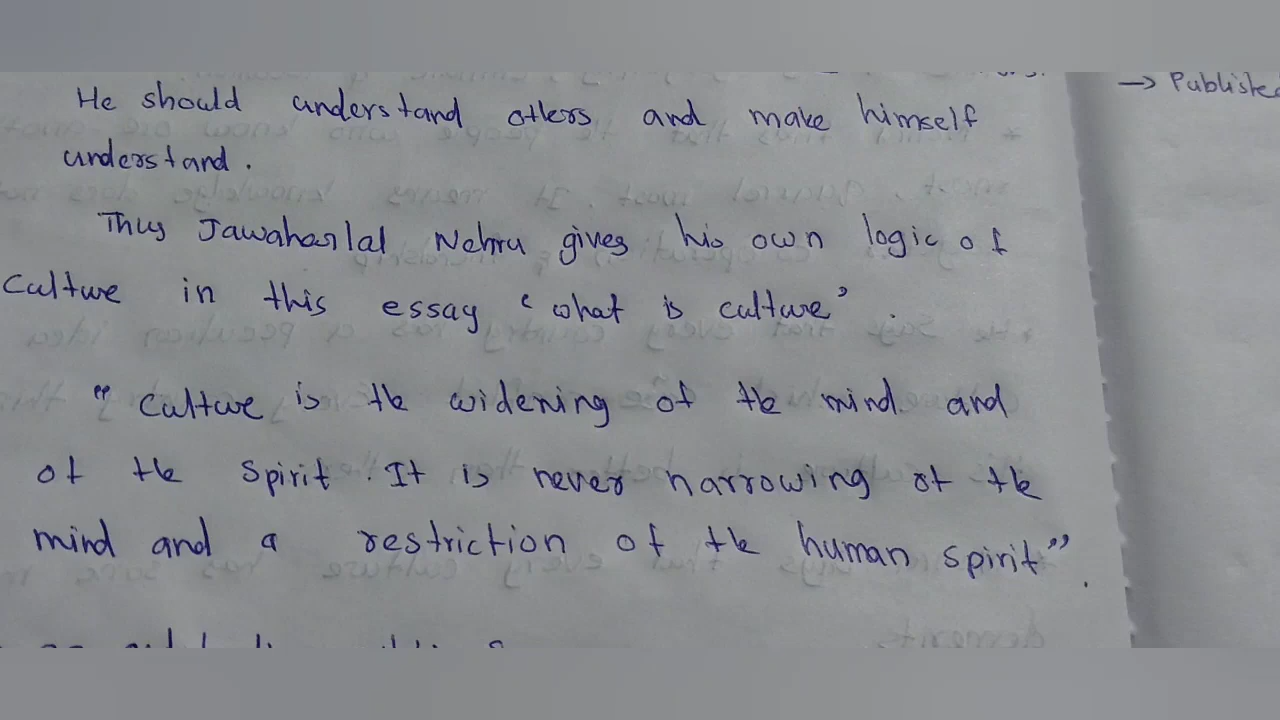 He should understand others and make himself
understand.
Thus Jawaharlal Nehru gives his own logic of
Culture in this essay ‘what is culture’.
“Culture is the widening of the mind and
of the spirit. It is never narrowing of the
mind and a restriction of the human spirit”.
→ Published